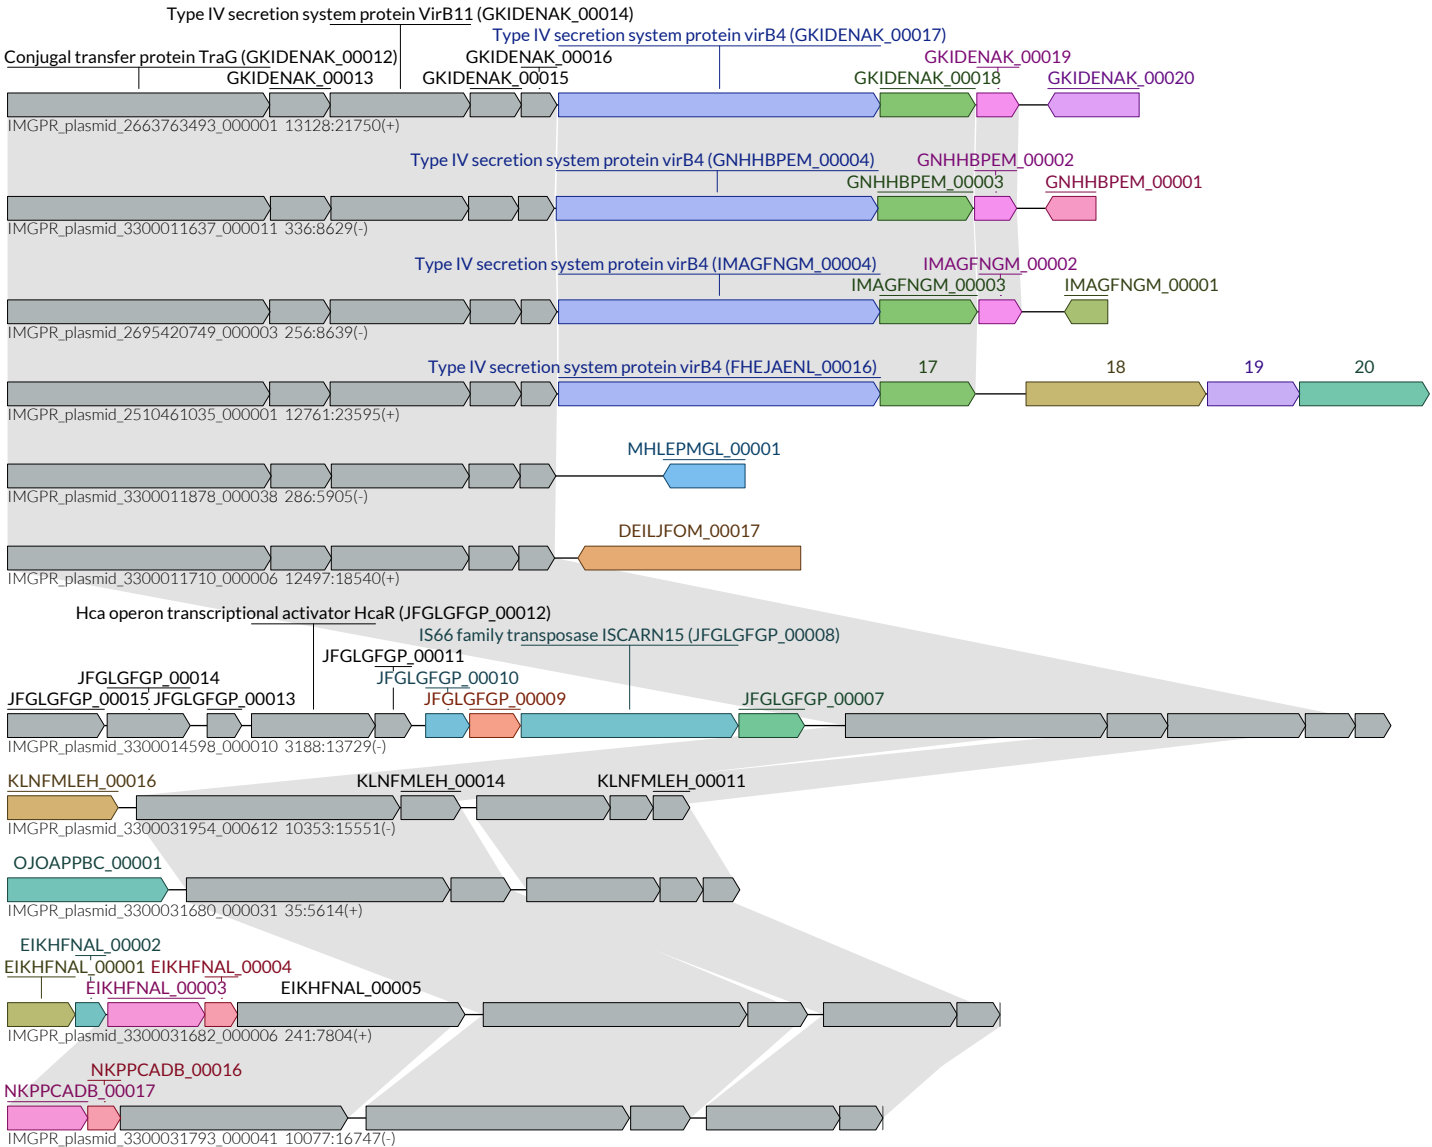 Type IV secretion system protein VirB11 (GKIDENAK_00014)
Type IV secretion system protein virB4 (GKIDENAK_00017)
Conjugal transfer protein TraG (GKIDENAK_00012) GKIDENAK_00016 GKIDENAK_00019
GKIDENAK_00013 GKIDENAK_00015 GKIDENAK_00018 GKIDENAK_00020
IMGPR_plasmid_2663763493_000001 13128:21750(+)
Type IV secretion system protein virB4 (GNHHBPEM_00004) GNHHBPEM_00002
GNHHBPEM_00003 GNHHBPEM_00001
IMGPR_plasmid_3300011637_000011 336:8629(-)
Type IV secretion system protein virB4 (IMAGFNGM_00004) IMAGFNGM_00002
IMAGFNGM_00003 IMAGFNGM_00001
IMGPR_plasmid_2695420749_000003 256:8639(-)
Type IV secretion system protein virB4 (FHEJAENL_00016) 17 18 19 20
IMGPR_plasmid_2510461035_000001 12761:23595(+)
MHLEPMGL_00001
IMGPR_plasmid_3300011878_000038 286:5905(-)
DEILJFOM_00017
IMGPR_plasmid_3300011710_000006 12497:18540(+)
Hca operon transcriptional activator HcaR (JFGLGFGP_00012)
IS66 family transposase ISCARN15 (JFGLGFGP_00008)
JFGLGFGP_00011
JFGLGFGP_00014 JFGLGFGP_00010
JFGLGFGP_00015 JFGLGFGP_00013 JFGLGFGP_00009 JFGLGFGP_00007
IMGPR_plasmid_3300014598_000010 3188:13729(-)
KLNFMLEH_00016 KLNFMLEH_00014 KLNFMLEH_00011
IMGPR_plasmid_3300031954_000612 10353:15551(-)
OJOAPPBC_00001
IMGPR_plasmid_3300031680_000031 35:5614(+)
EIKHFNAL_00002
EIKHFNAL_00001 EIKHFNAL_00004
EIKHFNAL_00003 EIKHFNAL_00005
IMGPR_plasmid_3300031682_000006 241:7804(+)
NKPPCADB_00016
NKPPCADB_00017
IMGPR_plasmid_3300031793_000041 10077:16747(-)